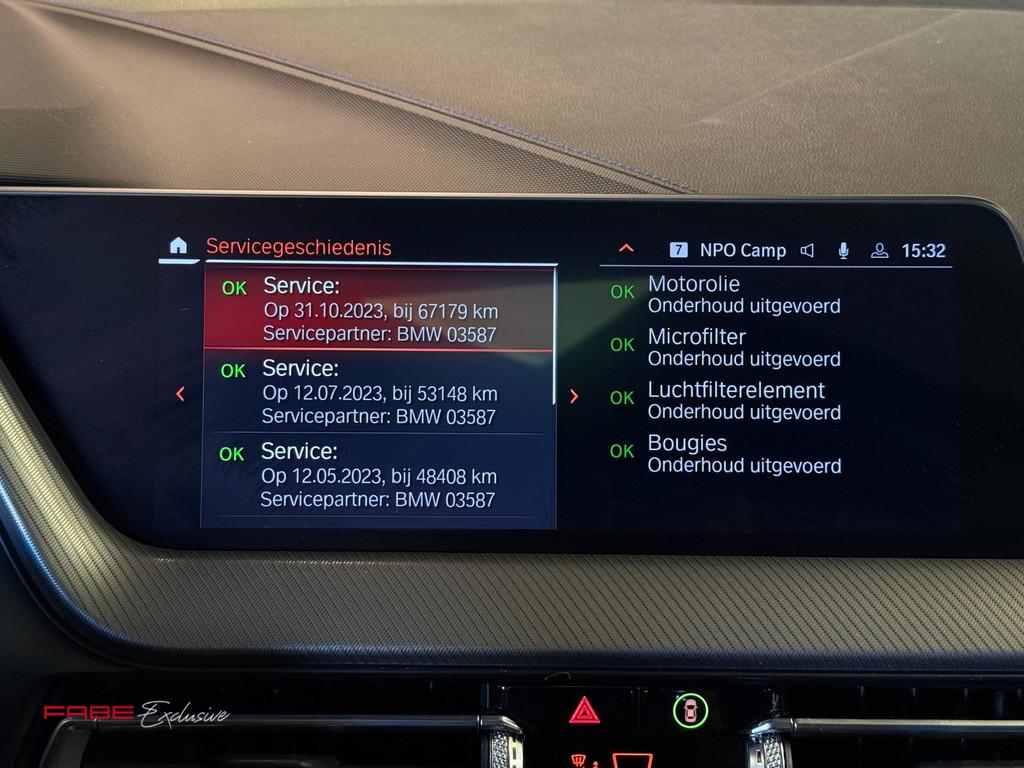 Servicegeschiedenis
7 NPO Camp 15:32
OK Service:
Op 31.10.2023, bij 67179 km
Servicepartner: BMW 03587
OK Service:
Op 12.07.2023, bij 53148 km
Servicepartner: BMW 03587
OK Service:
Op 12.05.2023, bij 48408 km
Servicepartner: BMW 03587
OK Motorolie
Onderhoud uitgevoerd
OK Microfilter
Onderhoud uitgevoerd
OK Luchtfilterelement
Onderhoud uitgevoerd
OK Bougies
Onderhoud uitgevoerd
FABE Exclusive